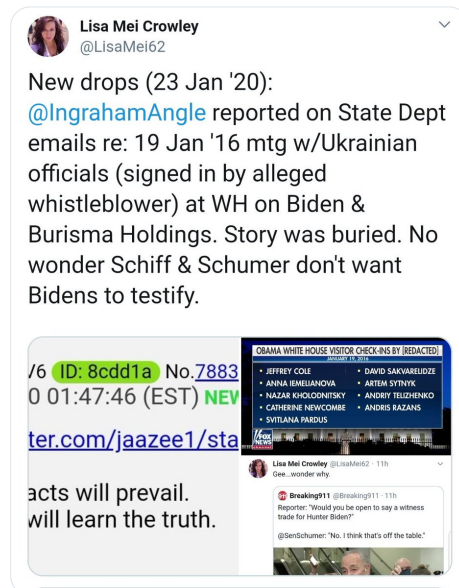 Lisa Mei Crowley
@LisaMei62
New drops (23 Jan '20):
@IngrahamAngle reported on State Dept
emails re: 19 Jan '16 mtg w/Ukrainian
officials (signed in by alleged
whistleblower) at WH on Biden &
Burisma Holdings. Story was buried. No
wonder Schiff & Schumer don't want
Bidens to testify.
/6 ID: 8cdd1a No.7883
0 01:47:46 (EST) NEW
ter.com/jaazee1/sta
acts will prevail.
will learn the truth.
OBAMA WHITE HOUSE VISITOR CHECK-INS BY [REDACTED]
JANUARY 19, 2016
• JEFFREY COLE
• ANNA IEMELIANOVA
• NAZAR KHOLODNITSKY
• CATHERINE NEWCOMBE
• SVITLANA PARDUS
• DAVID SAKVARELIDZE
• ARTEM SYTNYK
• ANDRIY TELIZHENKO
• ANDRIS RAZANS
FOX
NEWS
Lisa Mei Crowley @LisaMei62 · 11h
Gee...wonder why.
Breaking911 @Breaking911 · 11h
Reporter: "Would you be open to say a witness
trade for Hunter Biden?"
@SenSchumer: "No. I think that's off the table."